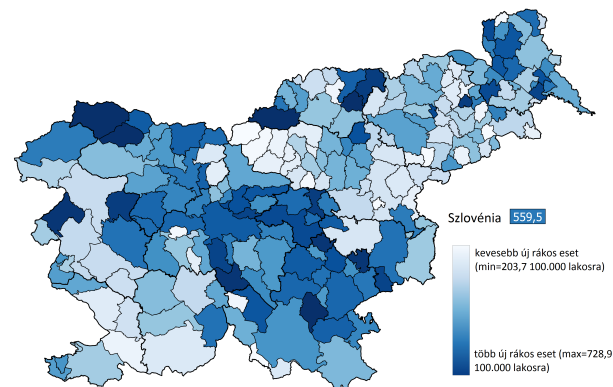 Szlovénia 559,5
kevesebb új rákos eset
(min=203,7 100.000 lakosra)
több új rákos eset (max=728,9
100.000 lakosra)